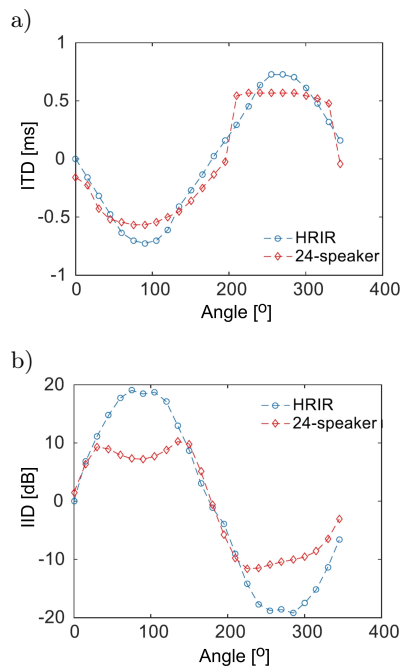 a)
1
0.5
0
-0.5
-1
ITD [ms]
HRIR
24-speaker
0 100 200 300 400
Angle [o]
b)
20
10
0
-10
-20
IID [dB]
HRIR
24-speaker
0 100 200 300 400
Angle [o]